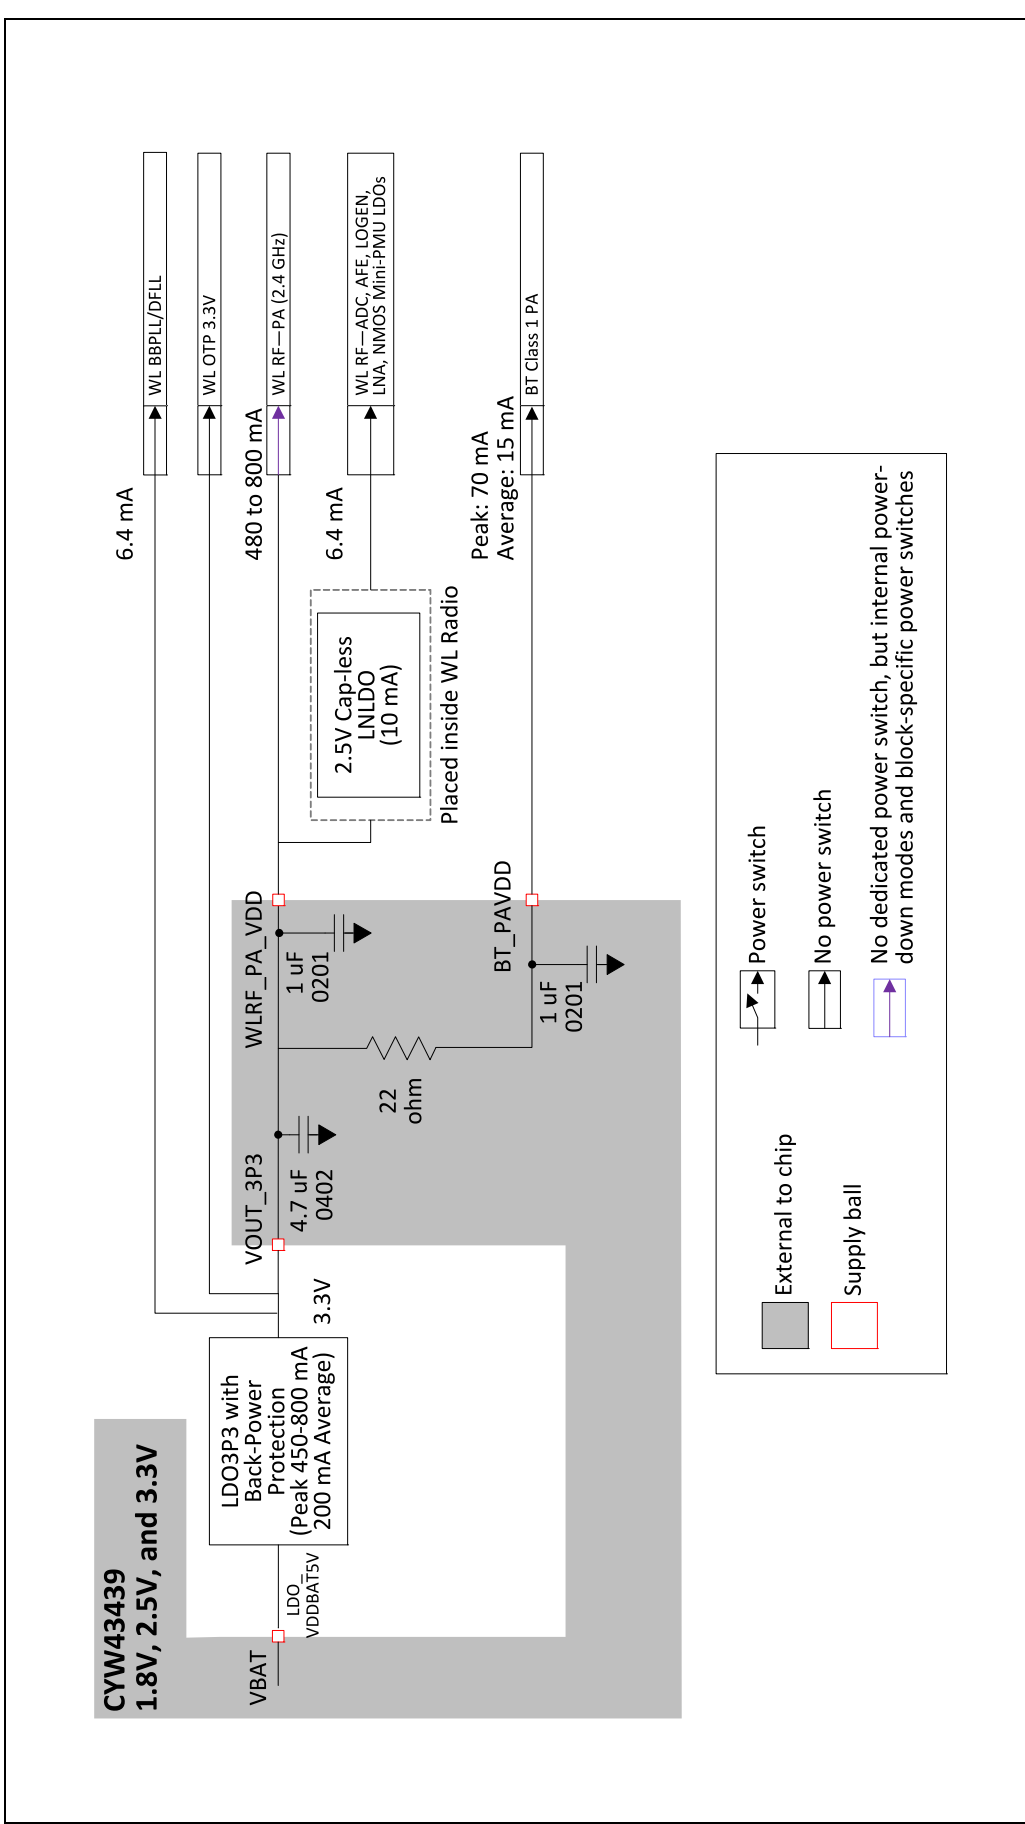 CYW43439
1.8V, 2.5V, and 3.3V
VBAT
LDO_
VDDBAT5V
LDO3P3 with
Back-Power
Protection
(Peak 450-800 mA
200 mA Average)
3.3V
VOUT_3P3
4.7 uF
0402
22
ohm
WLRF_PA_VDD
1 uF
0201
BT_PAVDD
1 uF
0201
2.5V Cap-less
LNLDO
(10 mA)
Placed inside WL Radio
6.4 mA
480 to 800 mA
6.4 mA
Peak: 70 mA
Average: 15 mA
WL BBPLL/DFLL
WL OTP 3.3V
WL RF—PA (2.4 GHz)
WL RF—ADC, AFE, LOGEN,
LNA, NMOS Mini-PMU LDOs
BT Class 1 PA
External to chip
Supply ball
Power switch
No power switch
No dedicated power switch, but internal power-
down modes and block-specific power switches